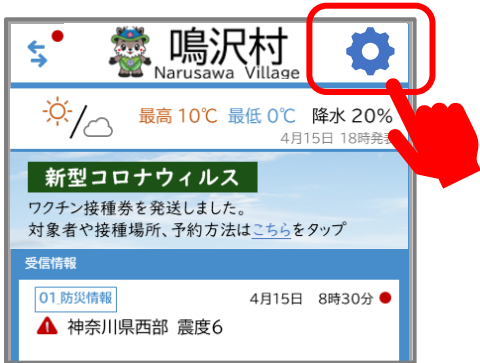 鳴沢村
Narusawa Village
最高 10℃ 最低 0℃ 降水 20%
4月15日 18時発表
新型コロナウィルス
ワクチン接種券を発送しました。
対象者や接種場所、予約方法はこちらをタップ
受信情報
01_防災情報 4月15日 8時30分
神奈川県西部 震度6